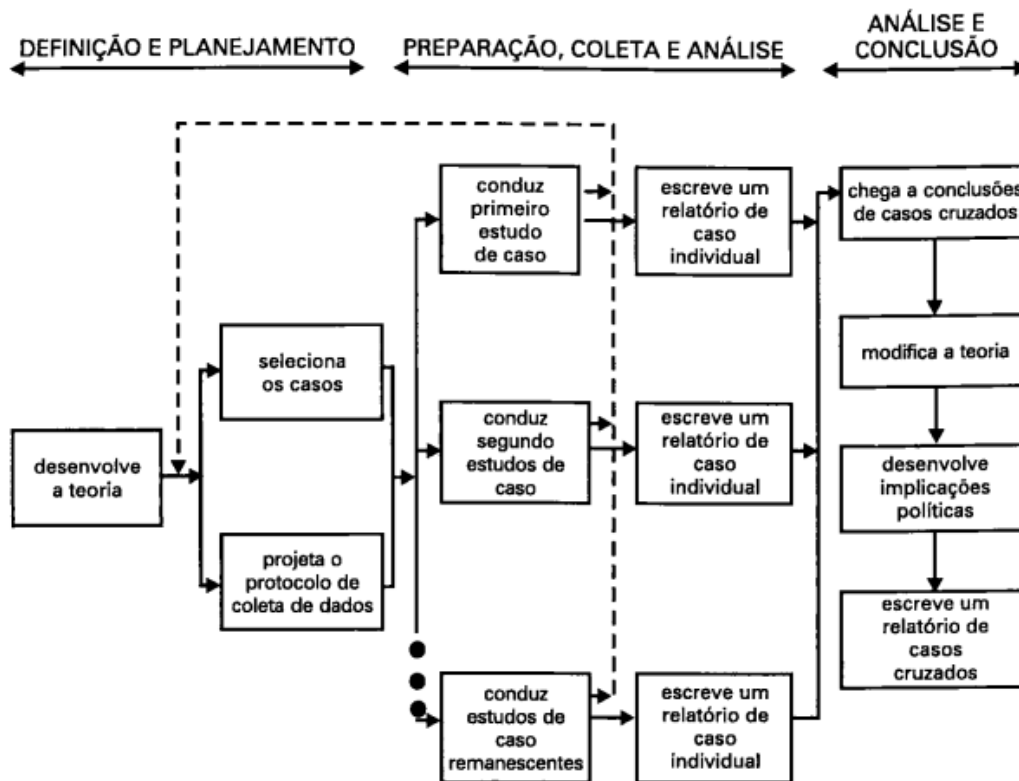 DEFINIÇÃO E PLANEJAMENTO
PREPARAÇÃO, COLETA E ANÁLISE
ANÁLISE E
CONCLUSÃO
desenvolve
a teoria
seleciona
os casos
projeta o
protocolo de
coleta de dados
conduz
primeiro
estudo
de caso
escreve um
relatório de
caso
individual
conduz
segundo
estudos de
caso
escreve um
relatório de
caso
individual
conduz
estudos de
caso
remanescentes
escreve um
relatório de
caso
individual
chega a conclusões
de casos cruzados
modifica a teoria
desenvolve
implicações
políticas
escreve um
relatório de
casos
cruzados